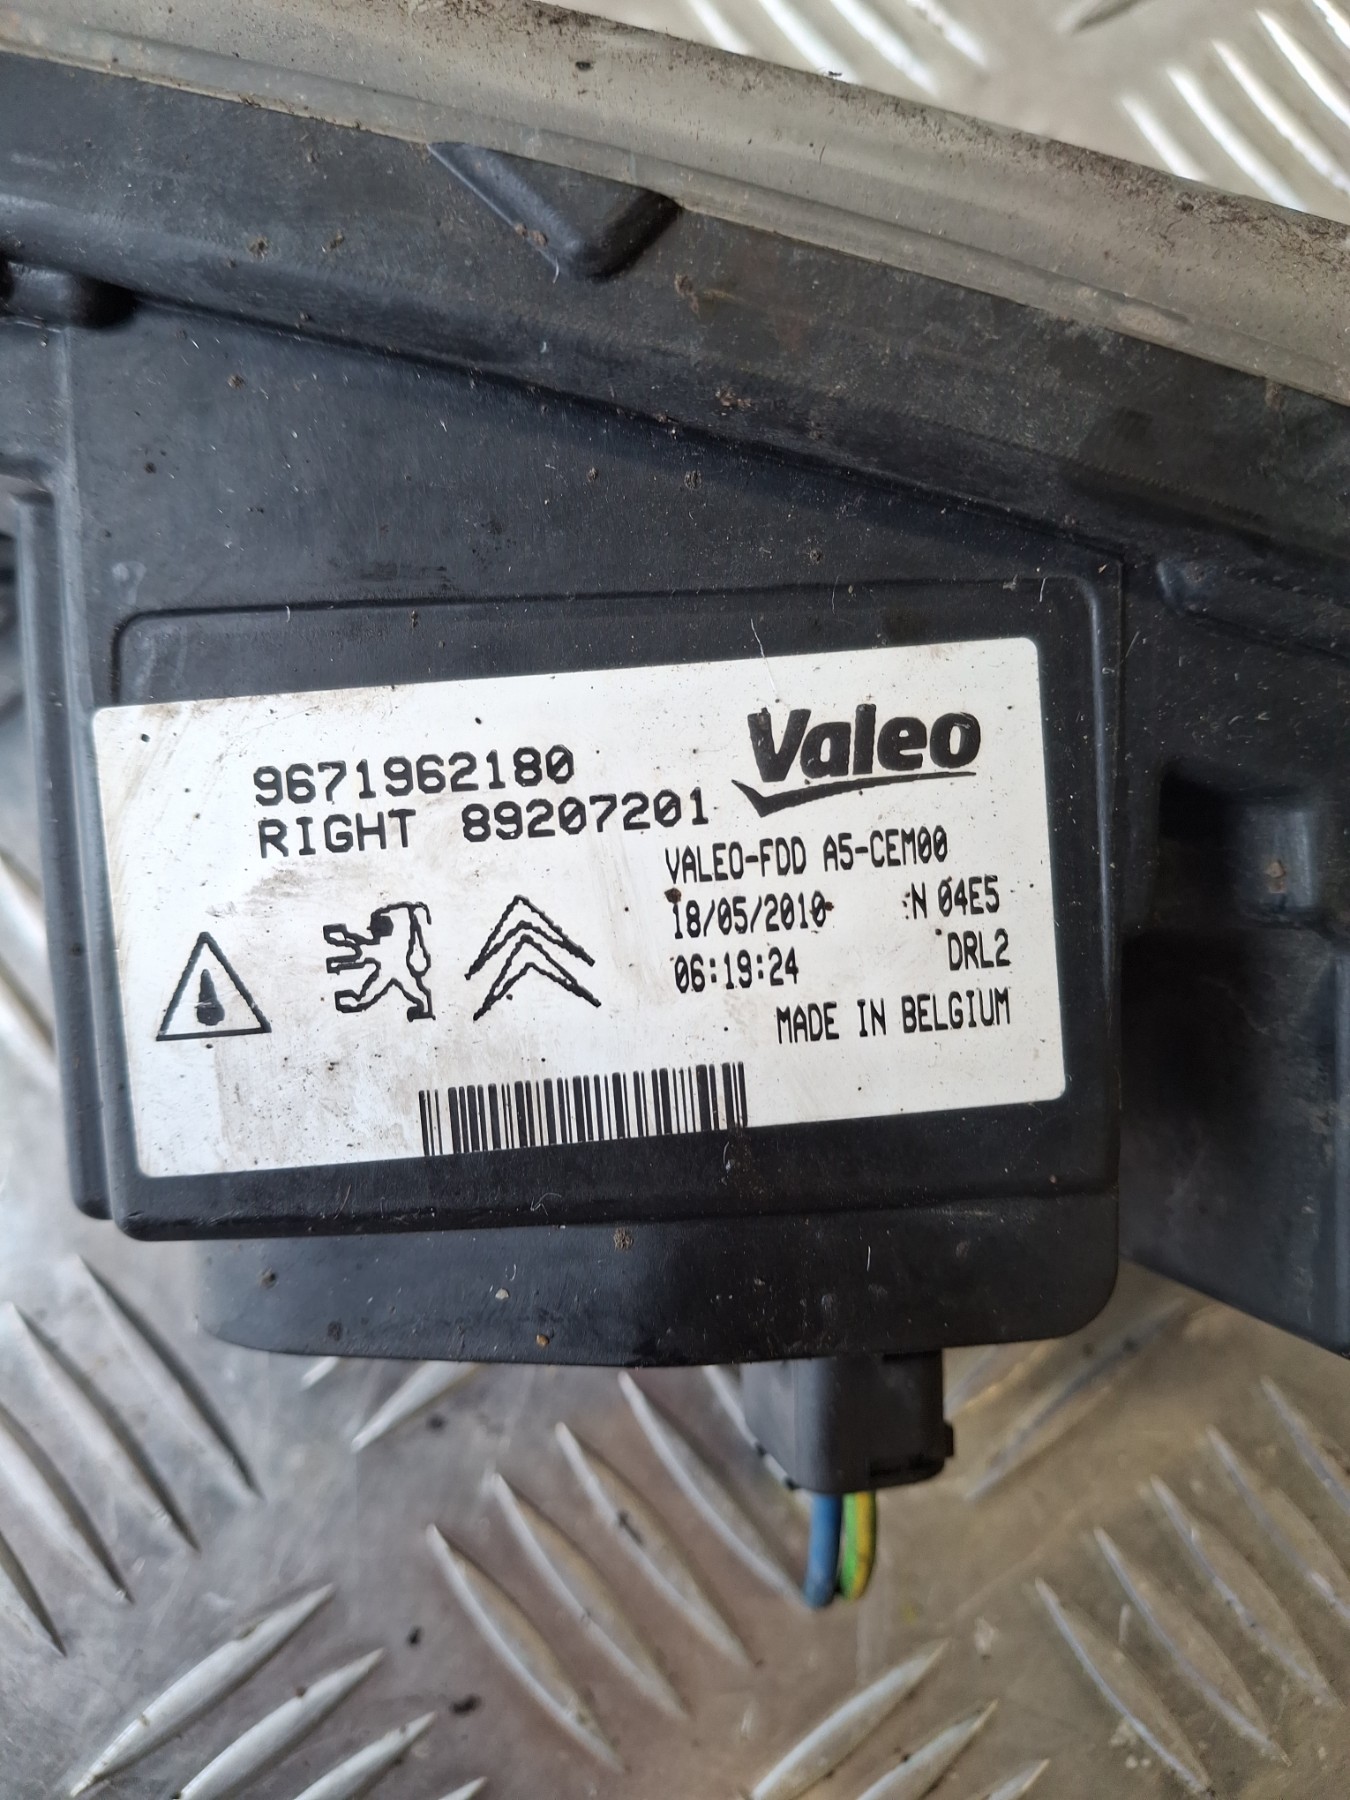 Valeo
9671962180
RIGHT 89207201
VALEO-FDD A5-CEM00
18/05/2010 :N 04E5
06:19:24 DRL2
MADE IN BELGIUM